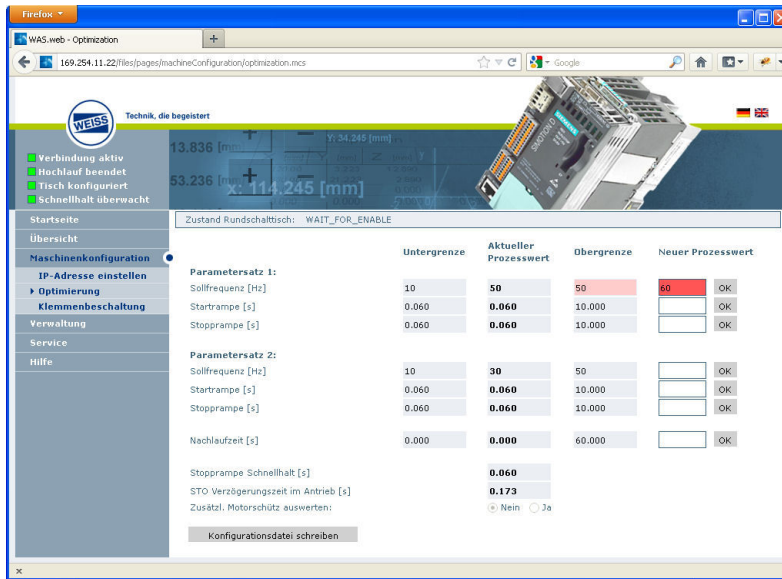 Firefox
WAS.web - Optimization
169.254.11.22/files/pages/machineConfiguration/optimization.mcs
Google
WEISS
Technik, die begeistert
Y: 34.245 [mm]
13.836 [mm]
53.236
x: 114.245 [mm]
SIEMENS
SIMOTION D
Verbindung aktiv
Hochlauf beendet
Tisch konfiguriert
Schnellhalt überwacht
Startseite
Übersicht
Maschinenkonfiguration
IP-Adresse einstellen
Optimierung
Klemmenbeschaltung
Verwaltung
Service
Hilfe
Zustand Rundschalttisch: WAIT_FOR_ENABLE
Untergrenze Aktueller Prozesswert Obergrenze Neuer Prozesswert
Parametersatz 1:
Sollfrequenz [Hz] 10 50 50 60 OK
Startrampe [s] 0.060 0.060 10.000 OK
Stopprampe [s] 0.060 0.060 10.000 OK
Parametersatz 2:
Sollfrequenz [Hz] 10 30 50 OK
Startrampe [s] 0.060 0.060 10.000 OK
Stopprampe [s] 0.060 0.060 10.000 OK
Nachlaufzeit [s] 0.000 0.000 60.000 OK
Stopprampe Schnellhalt [s] 0.060
STO Verzögerungszeit im Antrieb [s] 0.173
Zusätzl. Motorschütz auswerten: Nein Ja
Konfigurationsdatei schreiben